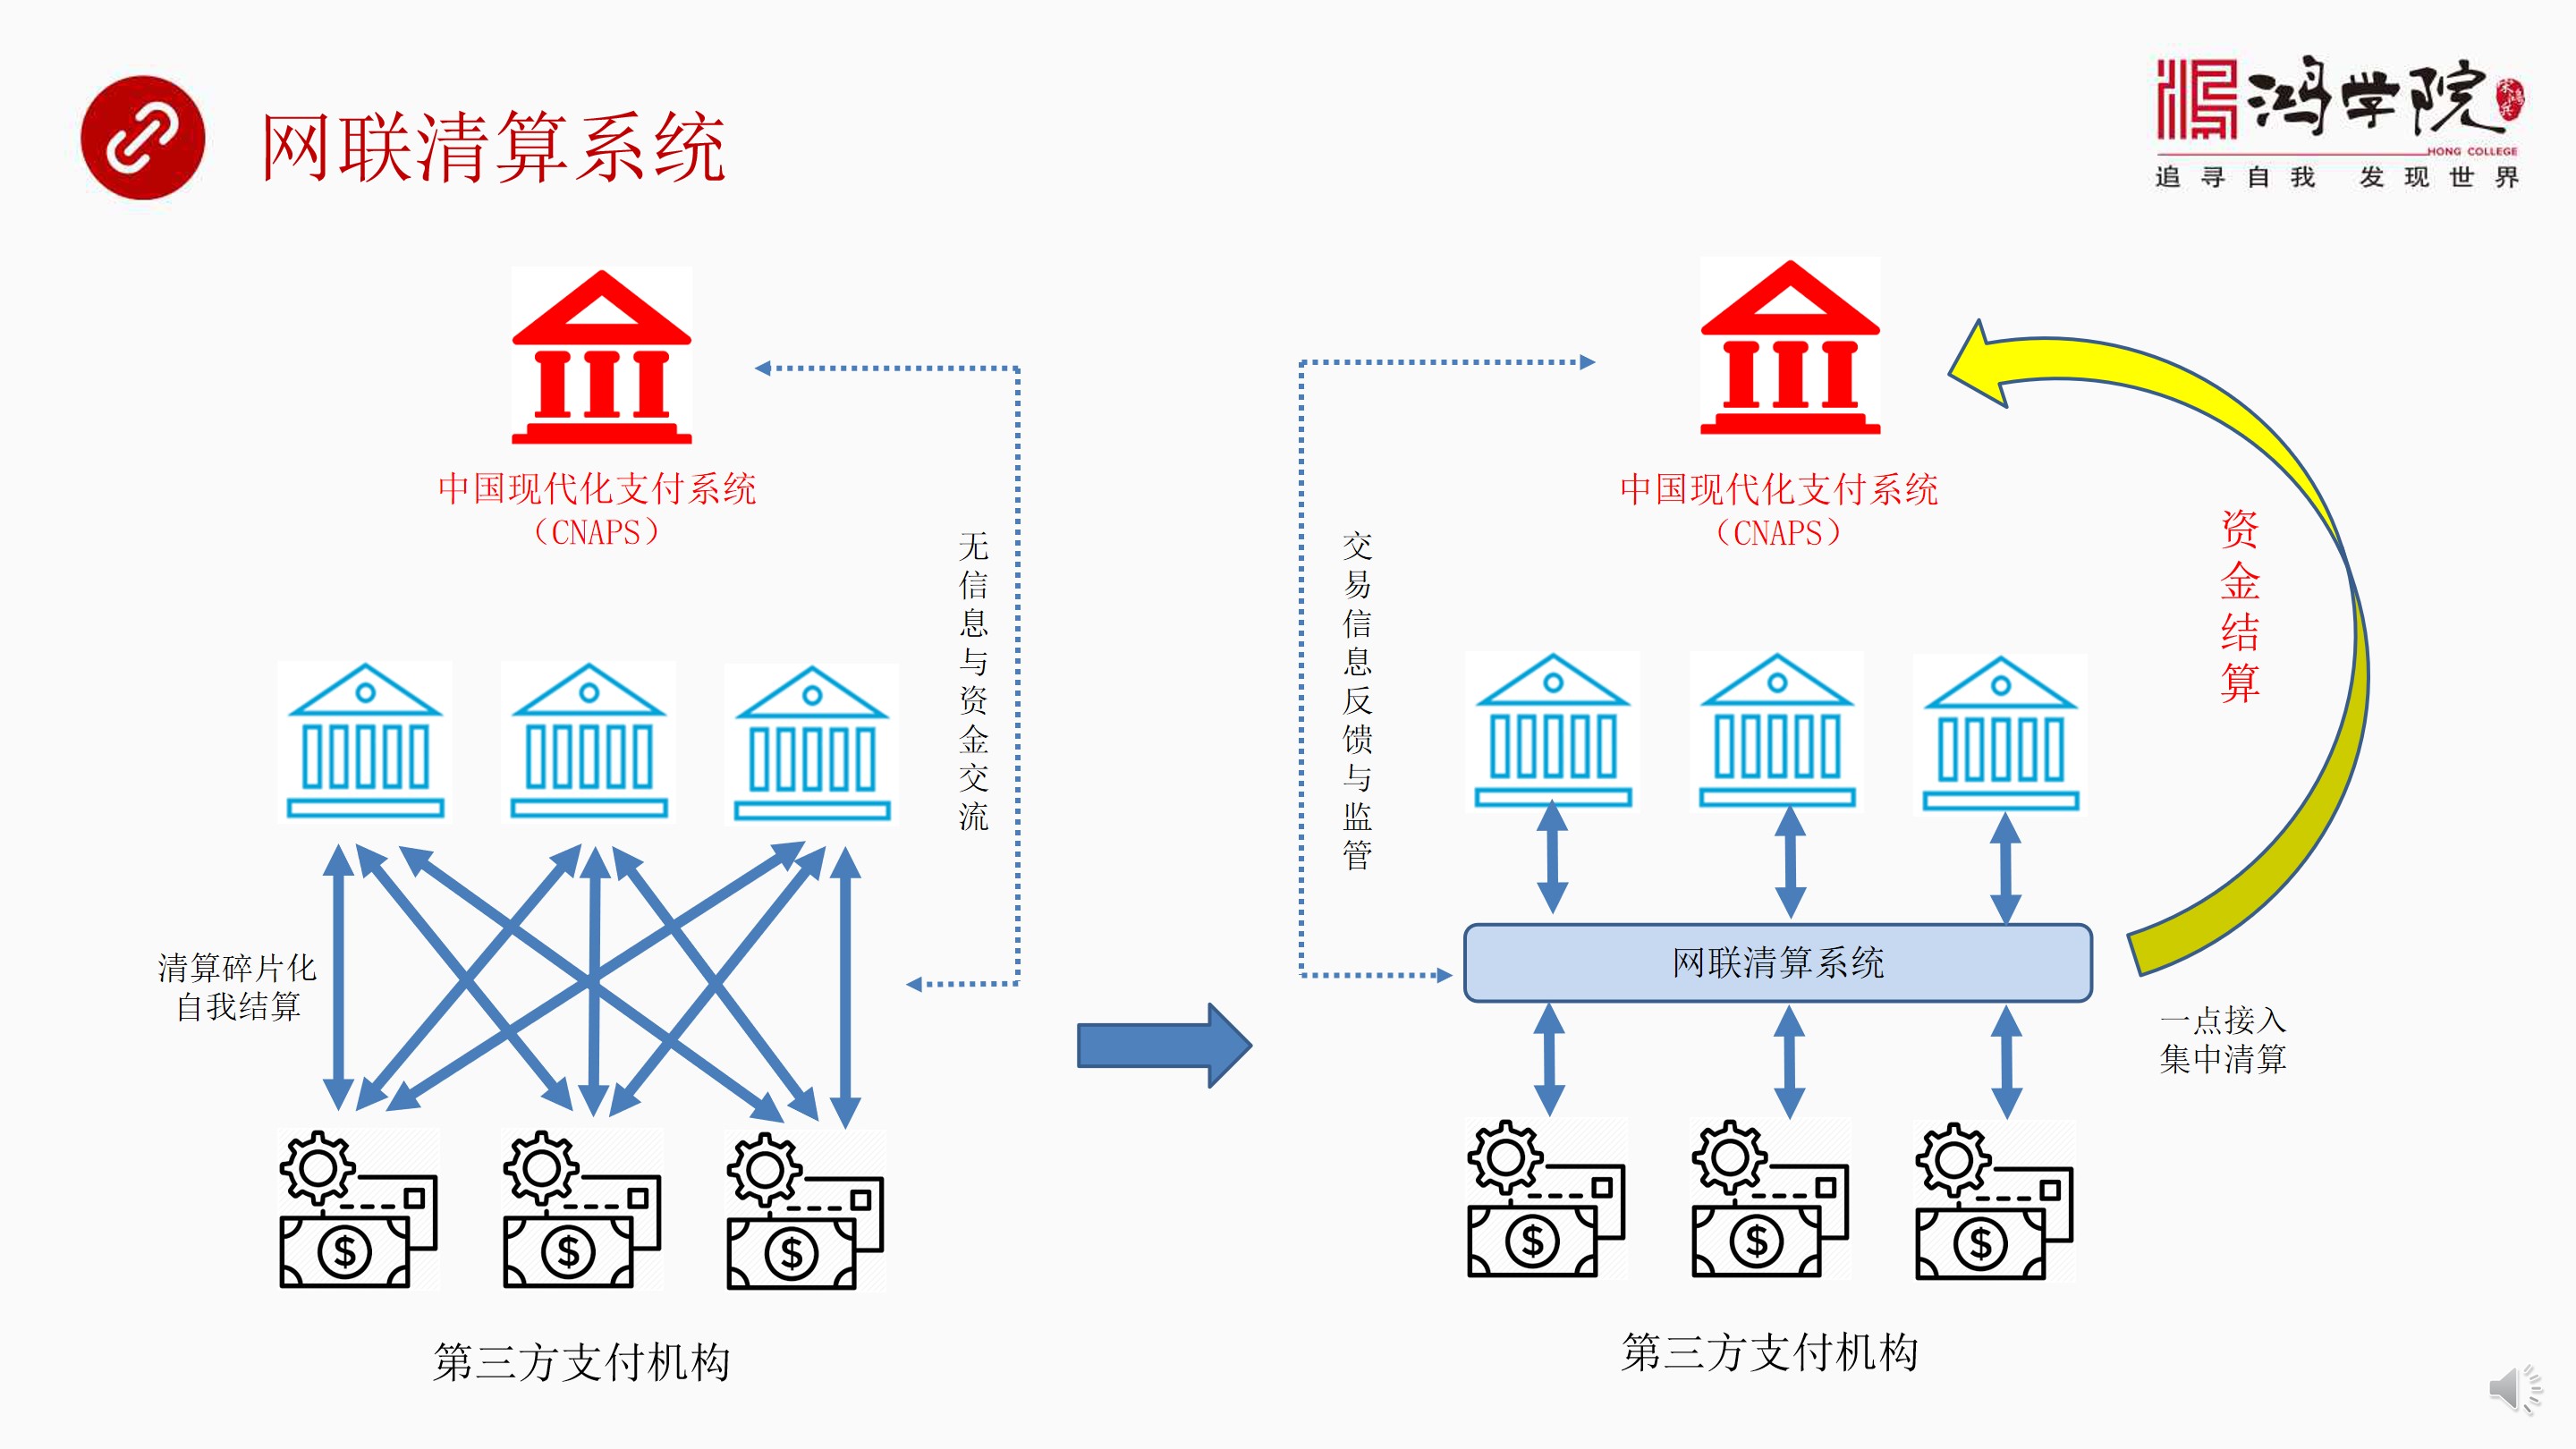 网联清算系统
鸿学院
HONG COLLEGE
追寻自我 发现世界
中国现代化支付系统
（CNAPS）
无信息与资金交流
清算碎片化
自我结算
第三方支付机构
中国现代化支付系统
（CNAPS）
交易信息反馈与监管
资金结算
网联清算系统
一点接入
集中清算
第三方支付机构